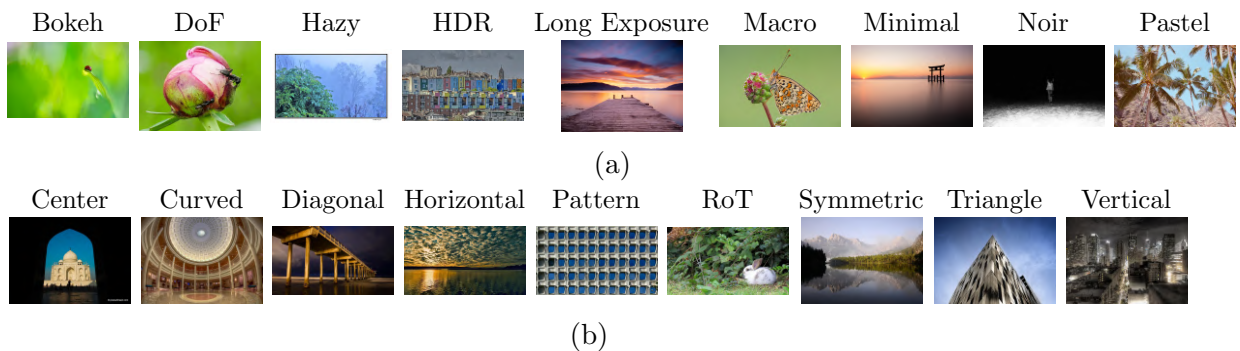 Bokeh DoF Hazy HDR Long Exposure Macro Minimal Noir Pastel
(a)
Center Curved Diagonal Horizontal Pattern RoT Symmetric Triangle Vertical
(b)